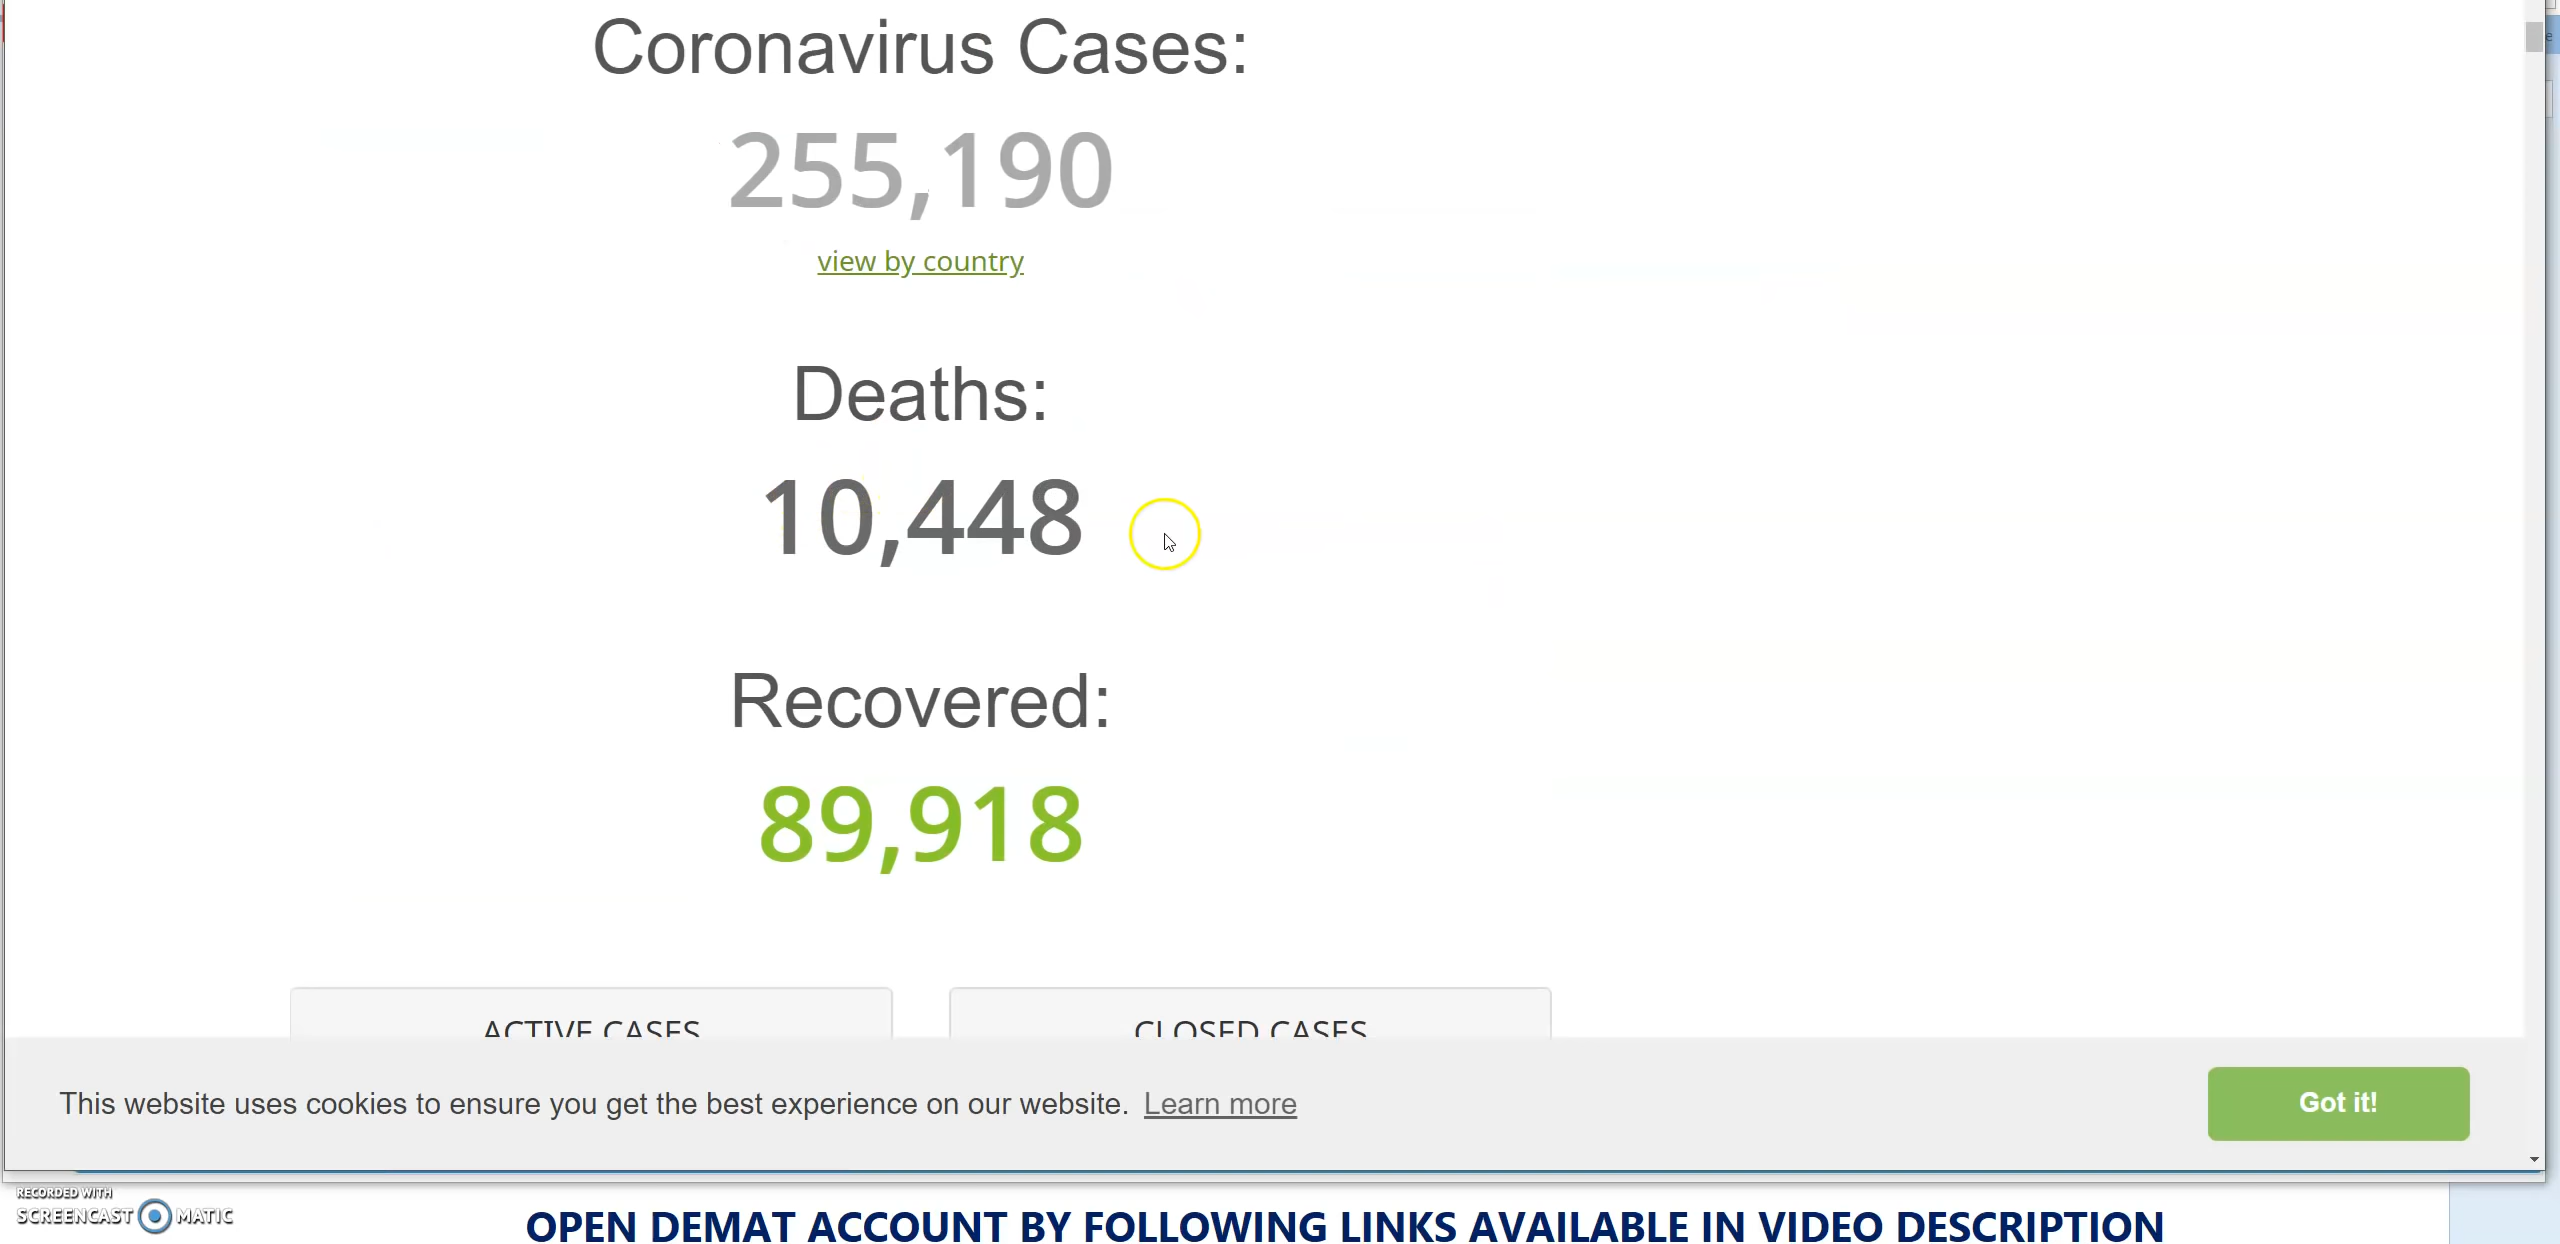 Coronavirus Cases:
255,190
view by country
Deaths:
10,448
Recovered:
89,918
ACTIVE CASES
CLOSED CASES
This website uses cookies to ensure you get the best experience on our website. Learn more
Got it!
RECORDED WITH
SCREENCAST MATIC
OPEN DEMAT ACCOUNT BY FOLLOWING LINKS AVAILABLE IN VIDEO DESCRIPTION